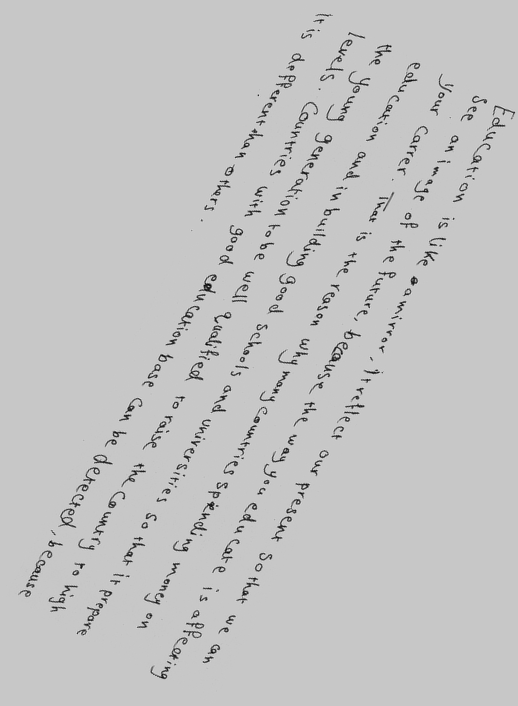 Education is like a mirror, it reflect our present so that we can
see an image of the future, because the way you educate is affecting
your carrer. That is the reason why many countries spending money on
education and in building good schools and universities so that it prepare
the young generation to be well qualified to raise the country to high
levels. Countries with good education base can be detected, because
it is defferent than others.